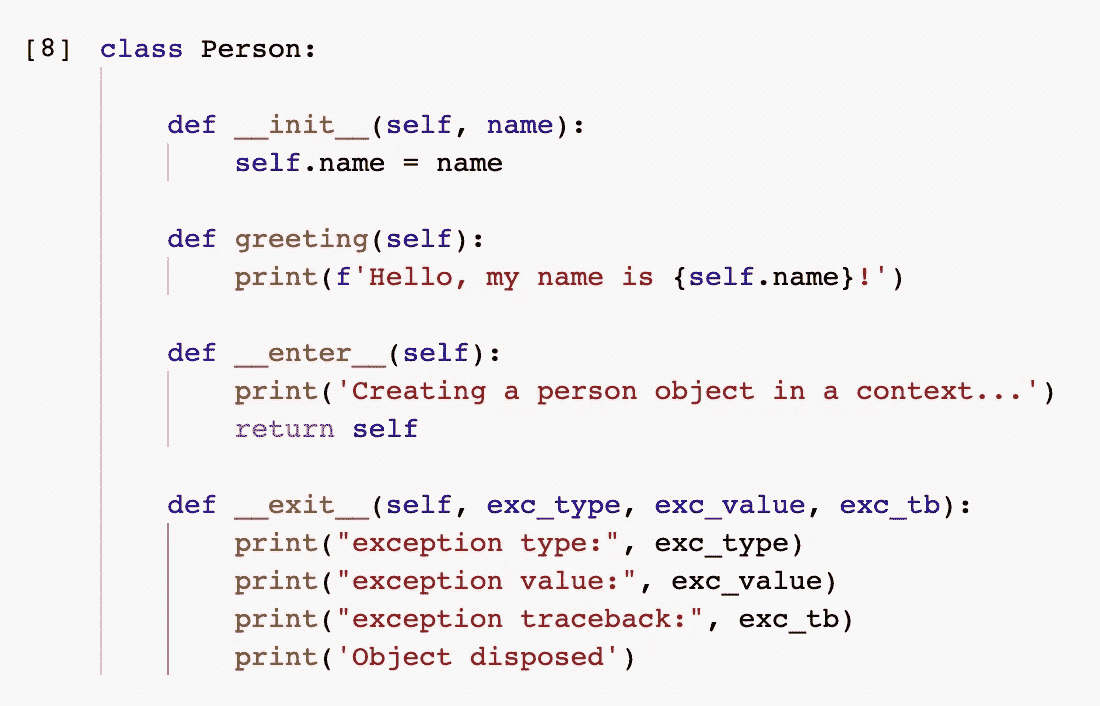 [8] class Person:
def __init__(self, name):
self.name = name
def greeting(self):
print(f'Hello, my name is {self.name}!')
def __enter__(self):
print('Creating a person object in a context...')
return self
def __exit__(self, exc_type, exc_value, exc_tb):
print("exception type:", exc_type)
print("exception value:", exc_value)
print("exception traceback:", exc_tb)
print('Object disposed')